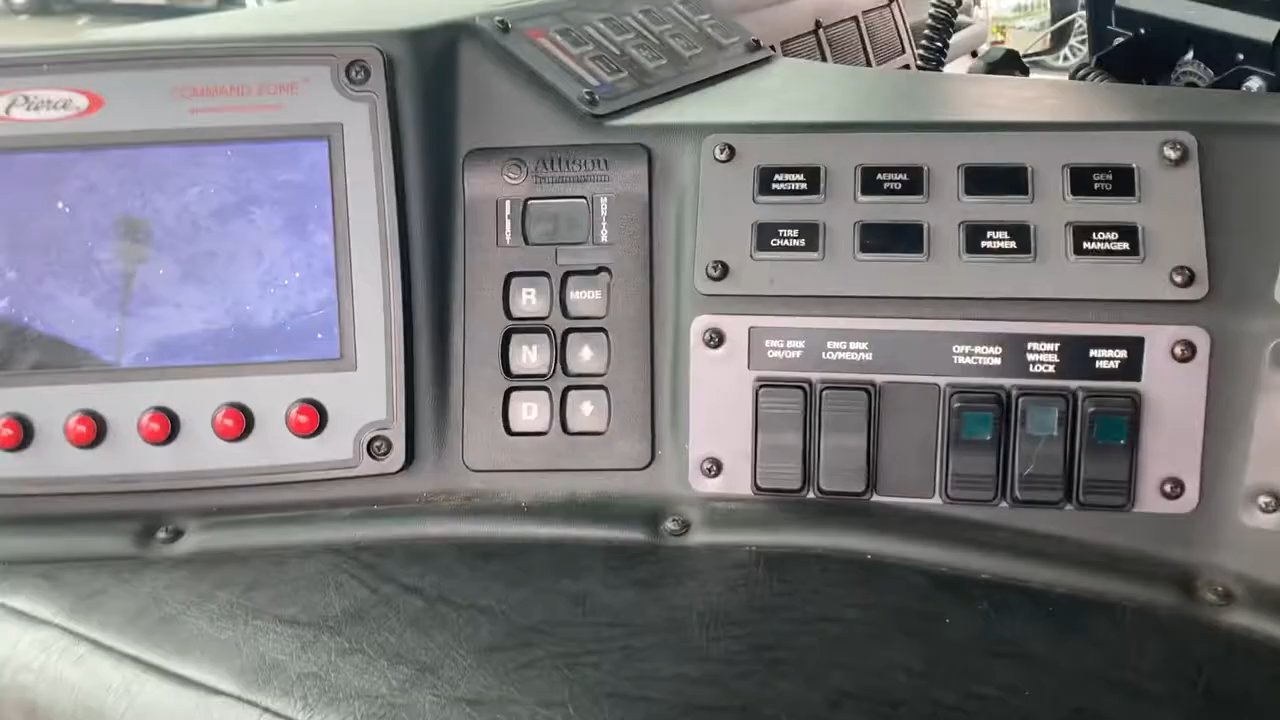 Pierce
COMMAND ZONE
Allison
Transmission
SELECT
MONITOR
R
MODE
N
D
AERIAL
MASTER
AERIAL
PTO
GEN
PTO
TIRE
CHAINS
FUEL
PRIMER
LOAD
MANAGER
ENG BRK
ON/OFF
ENG BRK
LO/MED/HI
OFF-ROAD
TRACTION
FRONT
WHEEL
LOCK
MIRROR
HEAT